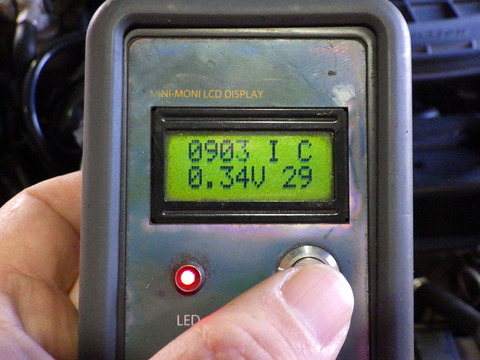 MINI-MONI LCD DISPLAY
0903 I C
0.34V 29
LED